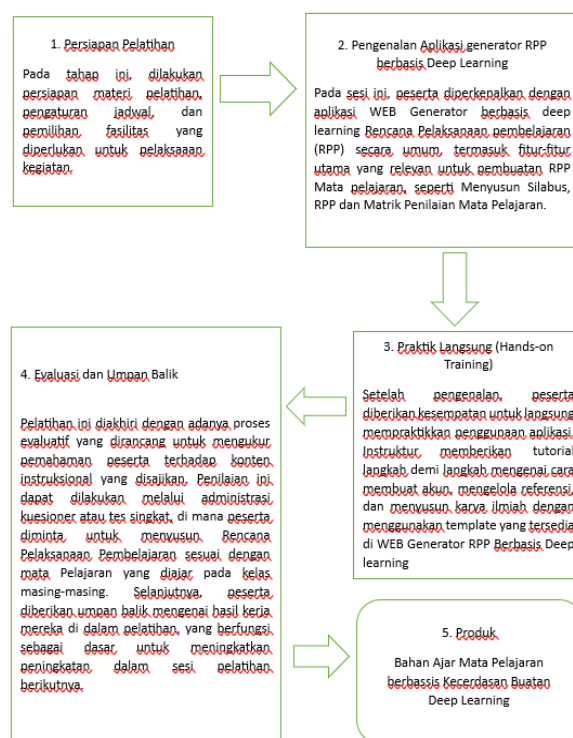 1. Persiapan Pelatihan
Pada tahap ini, dilakukan
persiapan materi pelatihan,
pengaturan jadwal, dan
pemilihan fasilitas yang
diperlukan untuk pelaksaaan
kegiatan.
2. Pengenalan Aplikasi generator RPP
berbasis Deep Learning
Pada sesi ini, peserta diperkenalkan dengan
aplikasi WEB Generator berbasis deep
learning Rencana Pelaksanaan pembelajaran
(RPP) secara umum, termasuk fitur-fitur
utama yang relevan untuk pembuatan RPP
Mata pelajaran, seperti Menyusun Silabus,
RPP dan Matrik Penilaian Mata Pelajaran.
3. Praktik Langsung (Hands-on
Training)
Setelah pengenalan, peserta
diberikan kesempatan untuk langsung
mempraktikkan penggunaan aplikasi.
Instruktur memberikan tutorial
langkah demi langkah mengenai cara
membuat akun, mengelola referensi,
dan menyusun karya ilmiah dengan
menggunakan template yang tersedia
di WEB Generator RPP Berbasis Deep
learning
4. Evaluasi dan Umpan Balik
Pelatihan ini diakhiri dengan adanya proses
evaluatif yang dirancang untuk mengukur
pemahaman peserta terhadap konten
instruksional yang disajikan. Penilaian ini
dapat dilakukan melalui administrasi
kuesioner atau tes singkat, di mana peserta
diminta untuk menyusun Rencana
Pelaksanaan Pembelajaran sesuai dengan
mata Pelajaran yang diajar pada kelas
masing-masing. Selanjutnya, peserta
diberikan umpan balik mengenai hasil kerja
mereka di dalam pelatihan, yang berfungsi
sebagai dasar untuk meningkatkan
peningkatan dalam sesi pelatihan
berikutnya.
5. Produk
Bahan Ajar Mata Pelajaran
berbassis Kecerdasan Buatan
Deep Learning